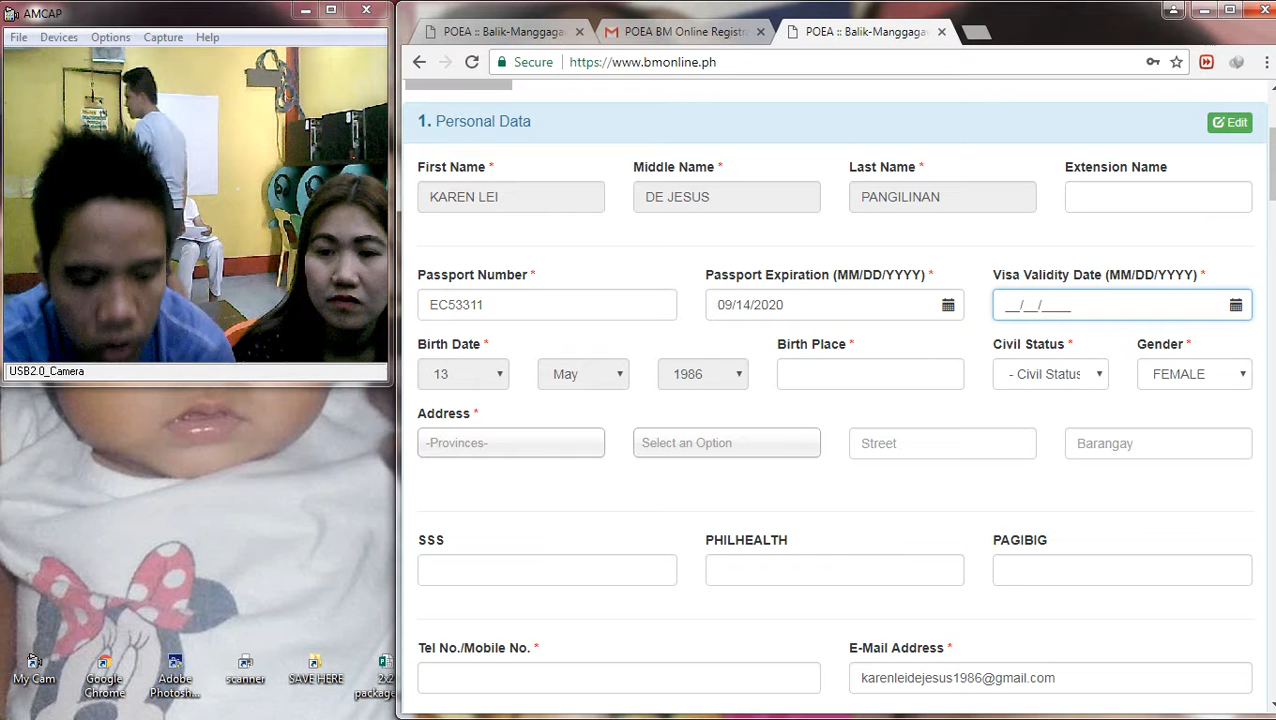 AMCAP
File Devices Options Capture Help
USB2.0_Camera
My Cam
Google Chrome
Adobe Photosh...
scanner
SAVE HERE
2x2 package
POEA :: Balik-Manggaga
POEA BM Online Registra
POEA :: Balik-Manggagaw
Secure https://www.bmonline.ph
1. Personal Data Edit
First Name * Middle Name * Last Name * Extension Name
KAREN LEI DE JESUS PANGILINAN
Passport Number * Passport Expiration (MM/DD/YYYY) * Visa Validity Date (MM/DD/YYYY) *
EC53311 09/14/2020 __/__/____
Birth Date * Birth Place * Civil Status * Gender *
13 May 1986 - Civil Status FEMALE
Address *
-Provinces- Select an Option Street Barangay
SSS PHILHEALTH PAGIBIG
Tel No./Mobile No. * E-Mail Address *
karenleidejesus1986@gmail.com